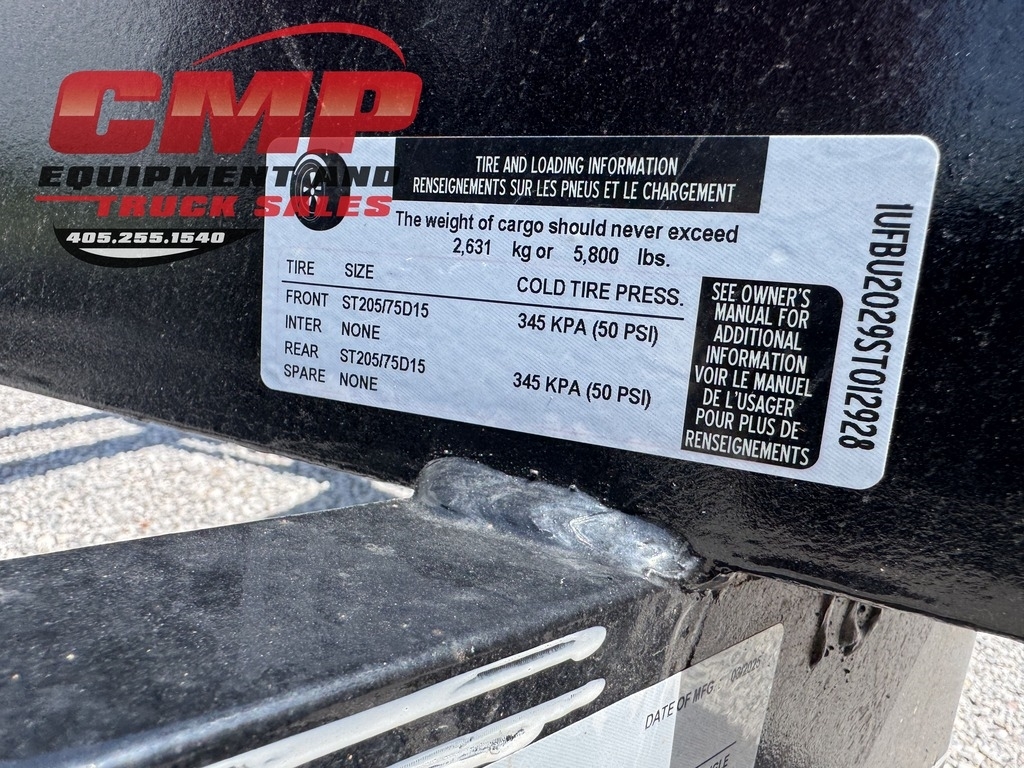 CMP
EQUIPMENT AND
TRUCK SALES
405.255.1540
TIRE AND LOADING INFORMATION
RENSEIGNEMENTS SUR LES PNEUS ET LE CHARGEMENT
The weight of cargo should never exceed
2,631 kg or 5,800 lbs.
TIRE SIZE COLD TIRE PRESS.
FRONT ST205/75D15 345 KPA (50 PSI)
INTER NONE
REAR ST205/75D15 345 KPA (50 PSI)
SPARE NONE
SEE OWNER'S
MANUAL FOR
ADDITIONAL
INFORMATION
VOIR LE MANUEL
DE L'USAGER
POUR PLUS DE
RENSEIGNEMENTS
1UFBU2029ST012928
DATE OF MFG: